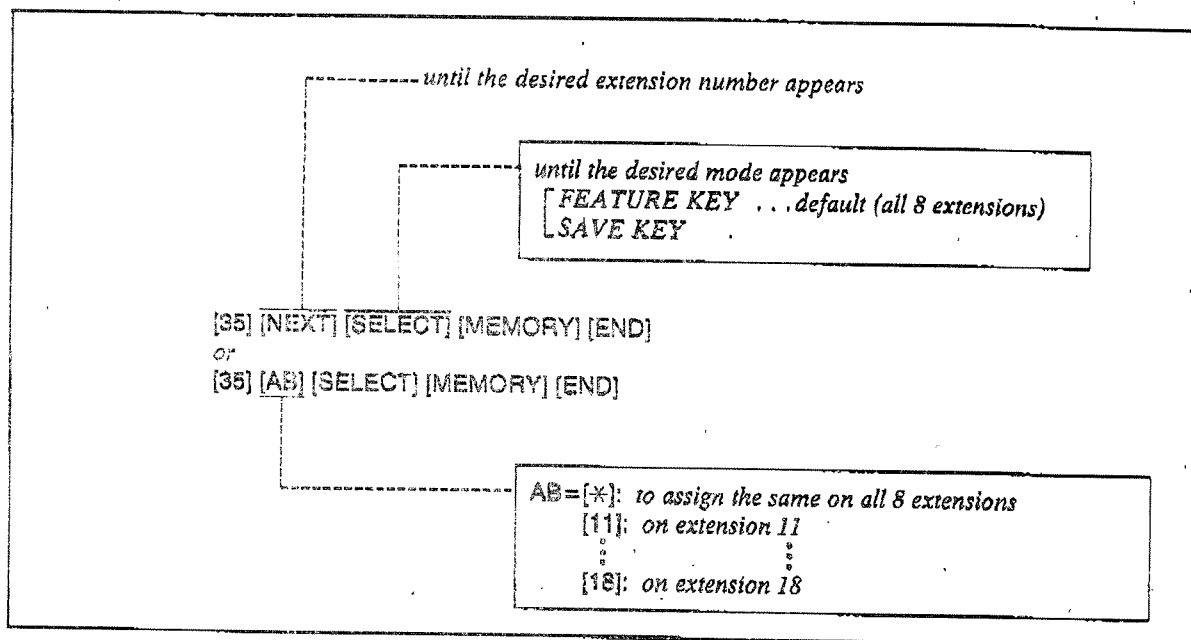 until the desired extension number appears
until the desired mode appears
FEATURE KEY ...default (all 8 extensions)
SAVE KEY
[35] [NEXT] [SELECT] [MEMORY] [END]
or
[35] [AB] [SELECT] [MEMORY] [END]
AB=[*]: to assign the same on all 8 extensions
[11]: on extension 11
[18]: on extension 18